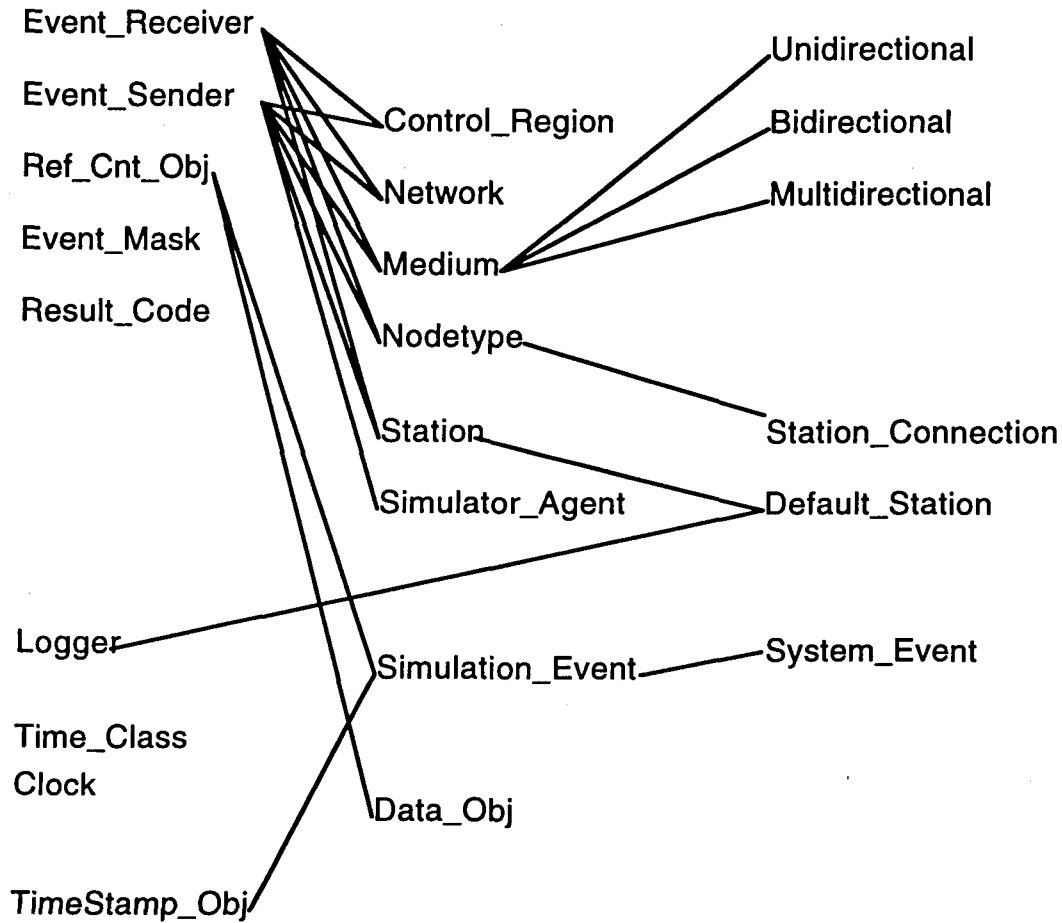 Event_Receiver
Event_Sender
Ref_Cnt_Obj
Event_Mask
Result_Code
Logger
Time_Class
Clock
TimeStamp_Obj
Control_Region
Network
Medium
Nodetype
Station
Simulator_Agent
Simulation_Event
Data_Obj
Unidirectional
Bidirectional
Multidirectional
Station_Connection
Default_Station
System_Event